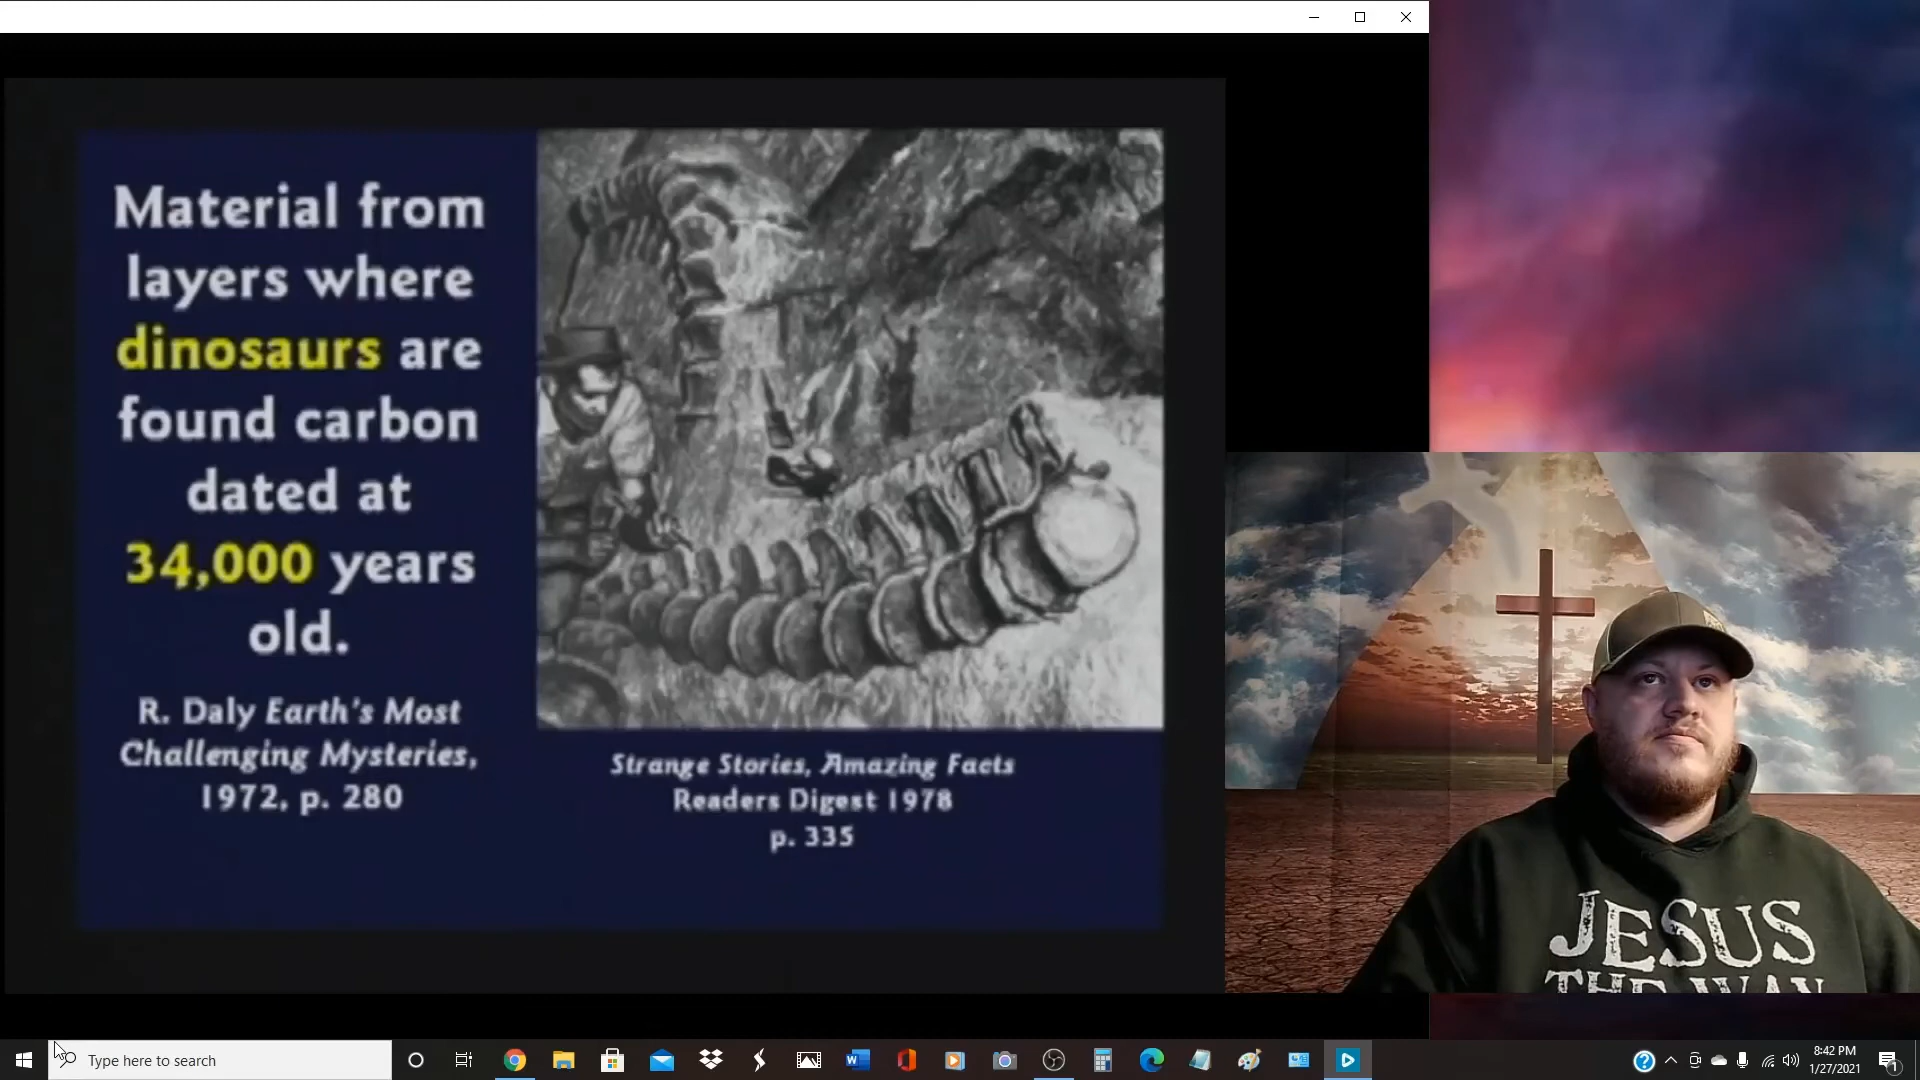 Material from
layers where
dinosaurs are
found carbon
dated at
34,000 years
old.
R. Daly Earth's Most
Challenging Mysteries,
1972, p. 280
Strange Stories, Amazing Facts
Readers Digest 1978
p. 335
JESUS
THE WAY
Type here to search
8:42 PM
1/27/2021